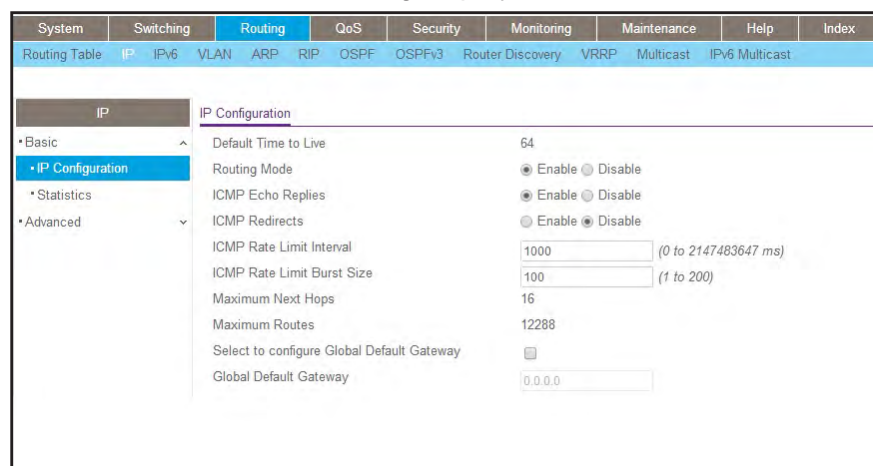 System Switching Routing QoS Security Monitoring Maintenance Help Index
Routing Table IP IPv6 VLAN ARP RIP OSPF OSPFv3 Router Discovery VRRP Multicast IPv6 Multicast
IP
Basic
IP Configuration
Statistics
Advanced
IP Configuration
Default Time to Live 64
Routing Mode Enable Disable
ICMP Echo Replies Enable Disable
ICMP Redirects Enable Disable
ICMP Rate Limit Interval 1000 (0 to 2147483647 ms)
ICMP Rate Limit Burst Size 100 (1 to 200)
Maximum Next Hops 16
Maximum Routes 12288
Select to configure Global Default Gateway
Global Default Gateway 0.0.0.0